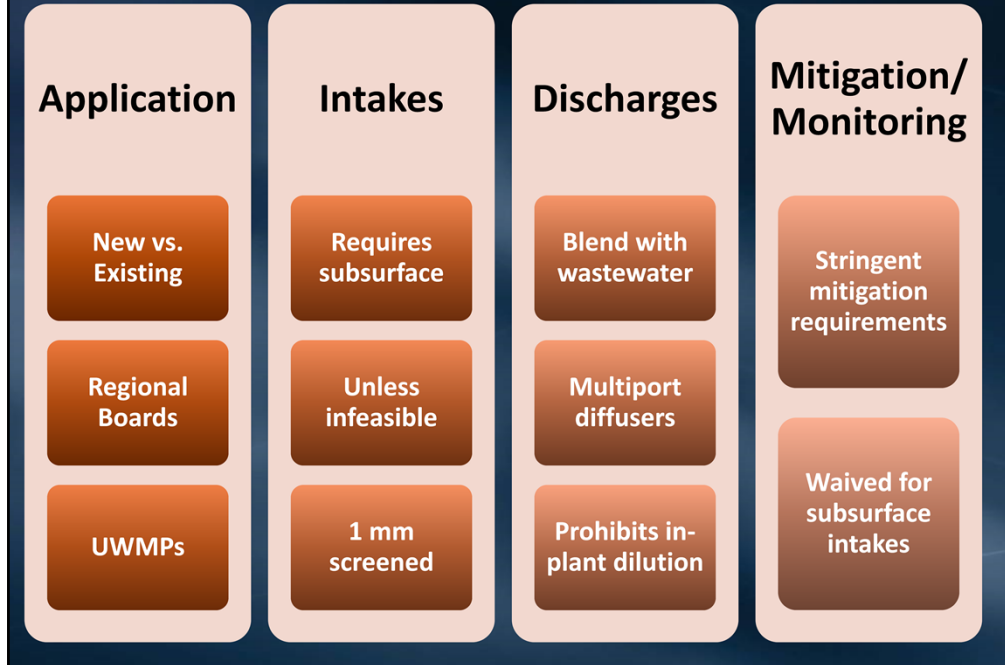 Application
New vs.
Existing
Regional
Boards
UWMPs
Intakes
Requires
subsurface
Unless
infeasible
1 mm
screened
Discharges
Blend with
wastewater
Multiport
diffusers
Prohibits in-
plant dilution
Mitigation/
Monitoring
Stringent
mitigation
requirements
Waived for
subsurface
intakes